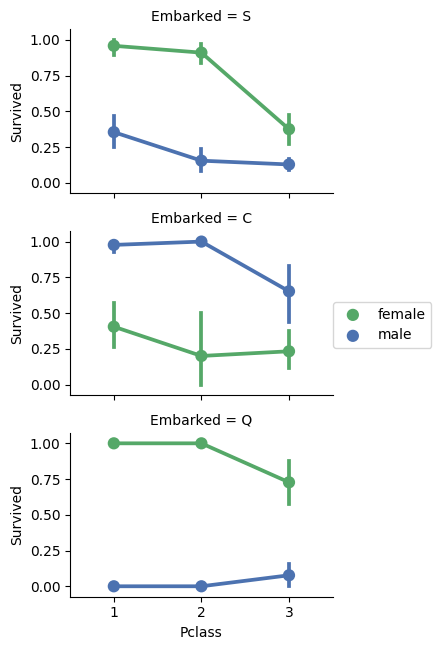 Embarked = S
1.00
0.75
0.50
0.25
0.00
Survived
Embarked = C
1.00
0.75
0.50
0.25
0.00
Survived
female
male
Embarked = Q
1.00
0.75
0.50
0.25
0.00
Survived
1 2 3
Pclass